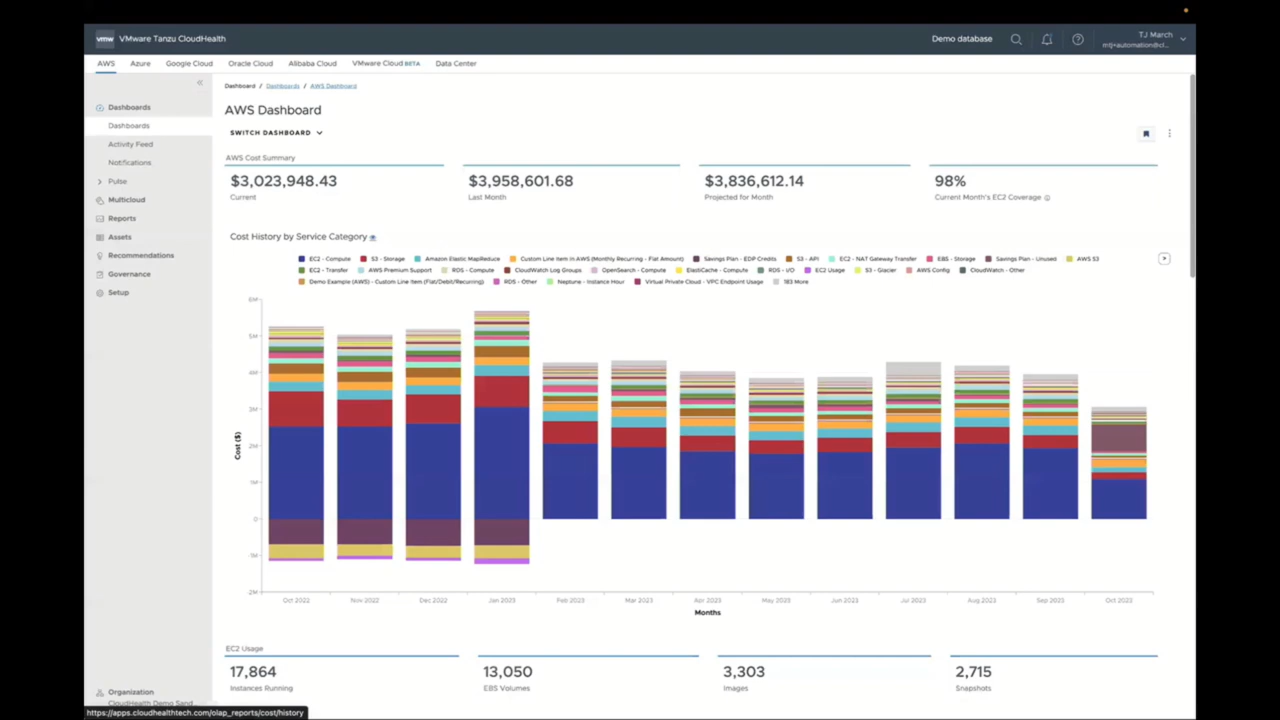 vmw VMware Tanzu CloudHealth
Demo database
TJ March
mtj+automation@cl...
AWS Azure Google Cloud Oracle Cloud Alibaba Cloud VMware Cloud BETA Data Center
Dashboards
Dashboards
Activity Feed
Notifications
Pulse
Multicloud
Reports
Assets
Recommendations
Governance
Setup
Organization
CloudHealth Demo Sand...
https://apps.cloudhealthtech.com/olap_reports/cost/history
Dashboard / Dashboards / AWS Dashboard
AWS Dashboard
SWITCH DASHBOARD
AWS Cost Summary
$3,023,948.43 $3,958,601.68 $3,836,612.14 98%
Current Last Month Projected for Month Current Month's EC2 Coverage
Cost History by Service Category
EC2 - Compute S3 - Storage Amazon Elastic MapReduce Custom Line Item in AWS (Monthly Recurring - Flat Amount) Savings Plan - EDP Credits S3 - API EC2 - NAT Gateway Transfer EBS - Storage Savings Plan - Unused AWS S3
EC2 - Transfer AWS Premium Support RDS - Compute CloudWatch Log Groups OpenSearch - Compute ElastiCache - Compute RDS - I/O EC2 Usage S3 - Glacier AWS Config CloudWatch - Other
Demo Example (AWS) - Custom Line Item (Flat/Debit/Recurring) RDS - Other Neptune - Instance Hour Virtual Private Cloud - VPC Endpoint Usage 183 More
6M
5M
4M
3M
2M
1M
0
-1M
-2M
Cost ($)
Oct 2022 Nov 2022 Dec 2022 Jan 2023 Feb 2023 Mar 2023 Apr 2023 May 2023 Jun 2023 Jul 2023 Aug 2023 Sep 2023 Oct 2023
Months
EC2 Usage
17,864 13,050 3,303 2,715
Instances Running EBS Volumes Images Snapshots